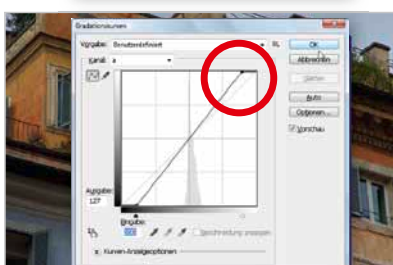 Gradationskurven
Vorgabe: Benutzerdefiniert
OK
Kanal: a
Abbrechen
Glätten
Auto
Optionen...
Vorschau
Ausgabe:
127
Eingabe:
Beschneidung anzeigen
Kurven-Anzeigeoptionen